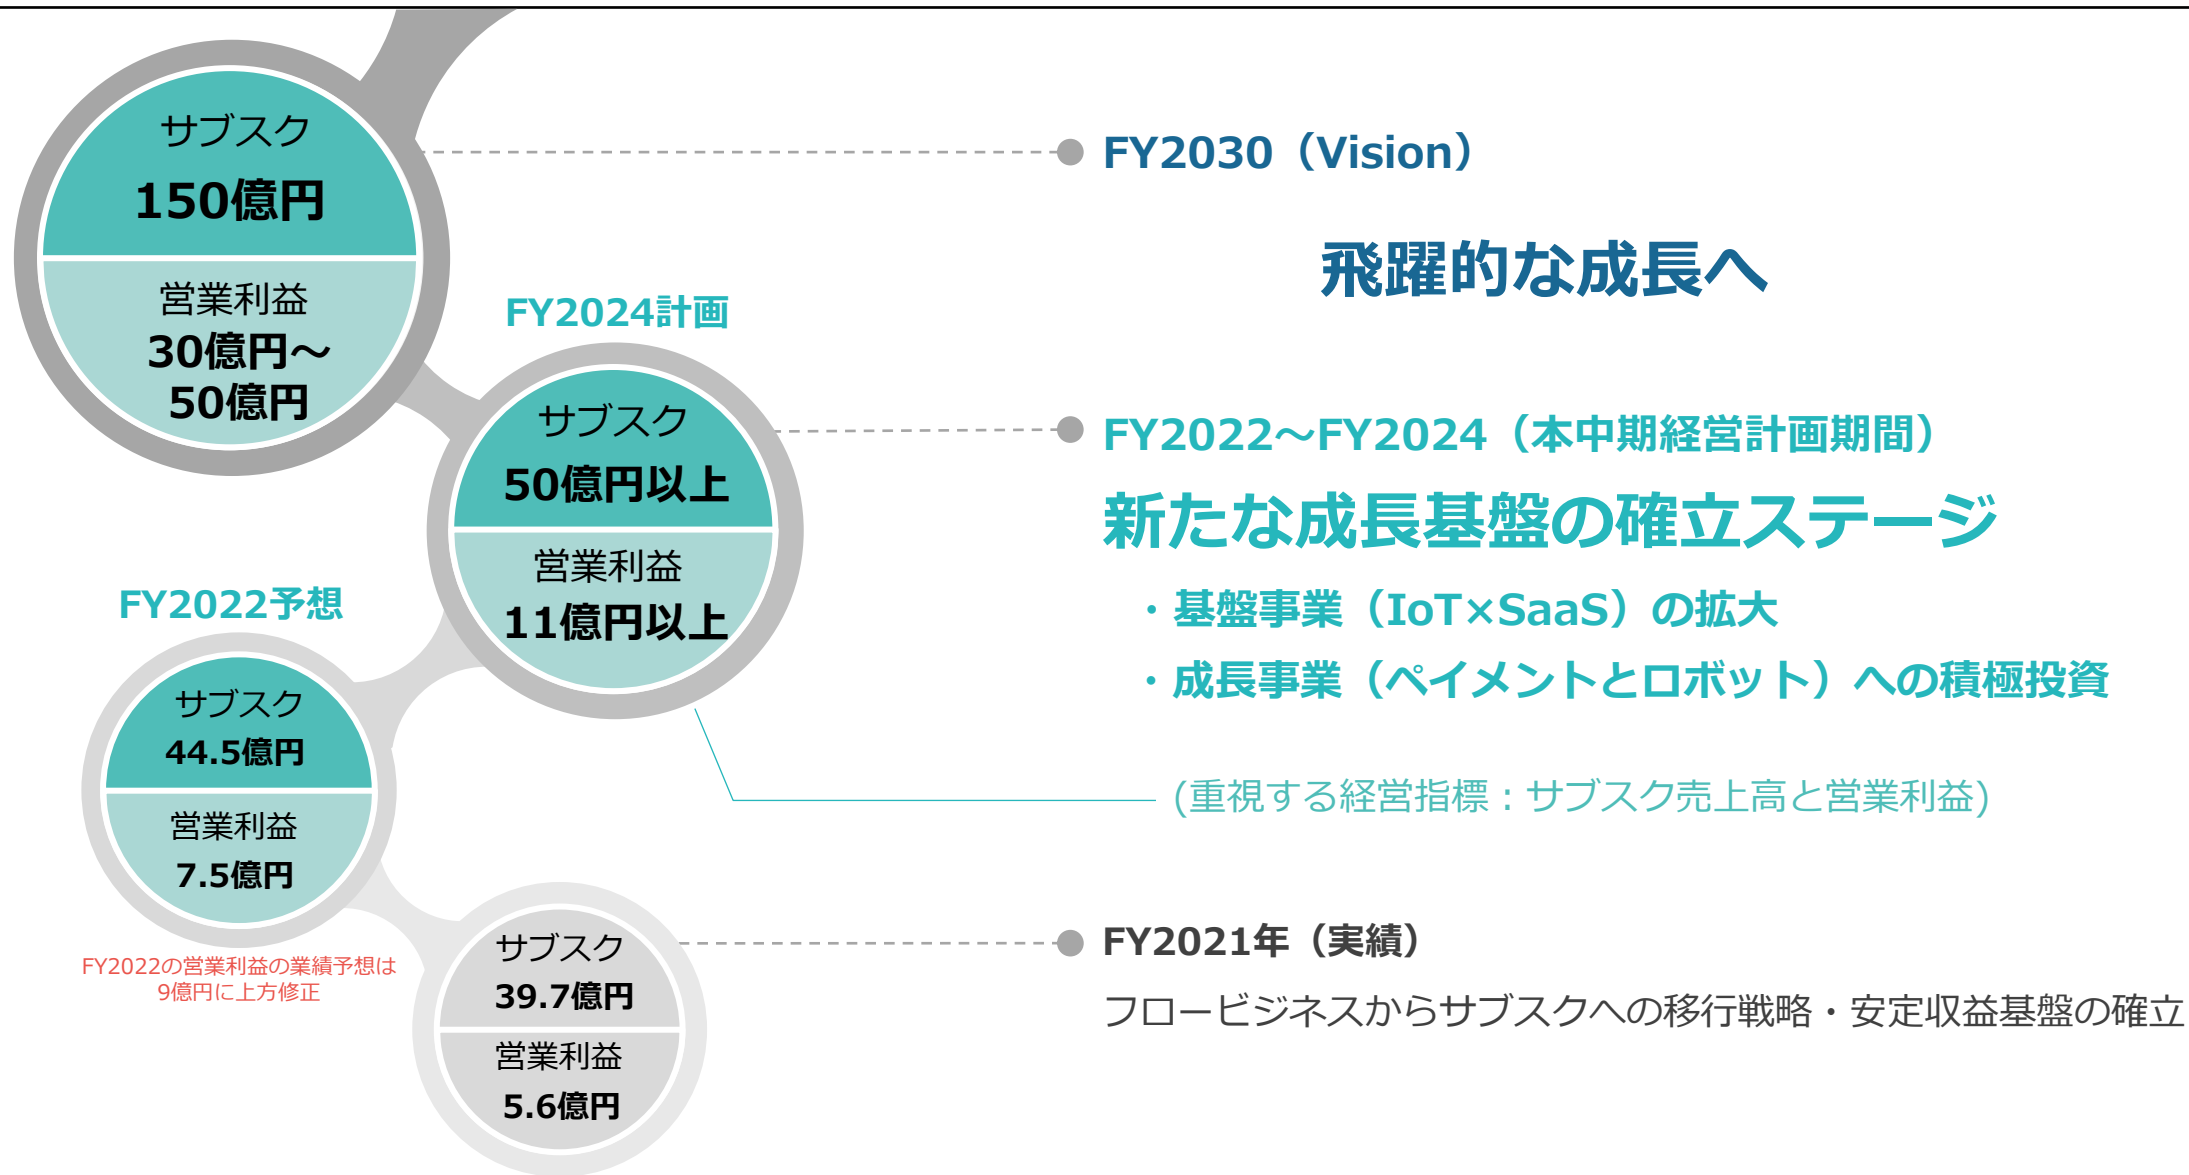 サブスク
150億円
営業利益
30億円～
50億円
FY2030（Vision）
飛躍的な成長へ
FY2024計画
サブスク
50億円以上
営業利益
11億円以上
FY2022～FY2024（本中期経営計画期間）
新たな成長基盤の確立ステージ
・基盤事業（IoT×SaaS）の拡大
・成長事業（ペイメントとロボット）への積極投資
(重視する経営指標：サブスク売上高と営業利益)
FY2022予想
サブスク
44.5億円
営業利益
7.5億円
FY2022の営業利益の業績予想は
9億円に上方修正
サブスク
39.7億円
営業利益
5.6億円
FY2021年（実績）
フロービジネスからサブスクへの移行戦略・安定収益基盤の確立